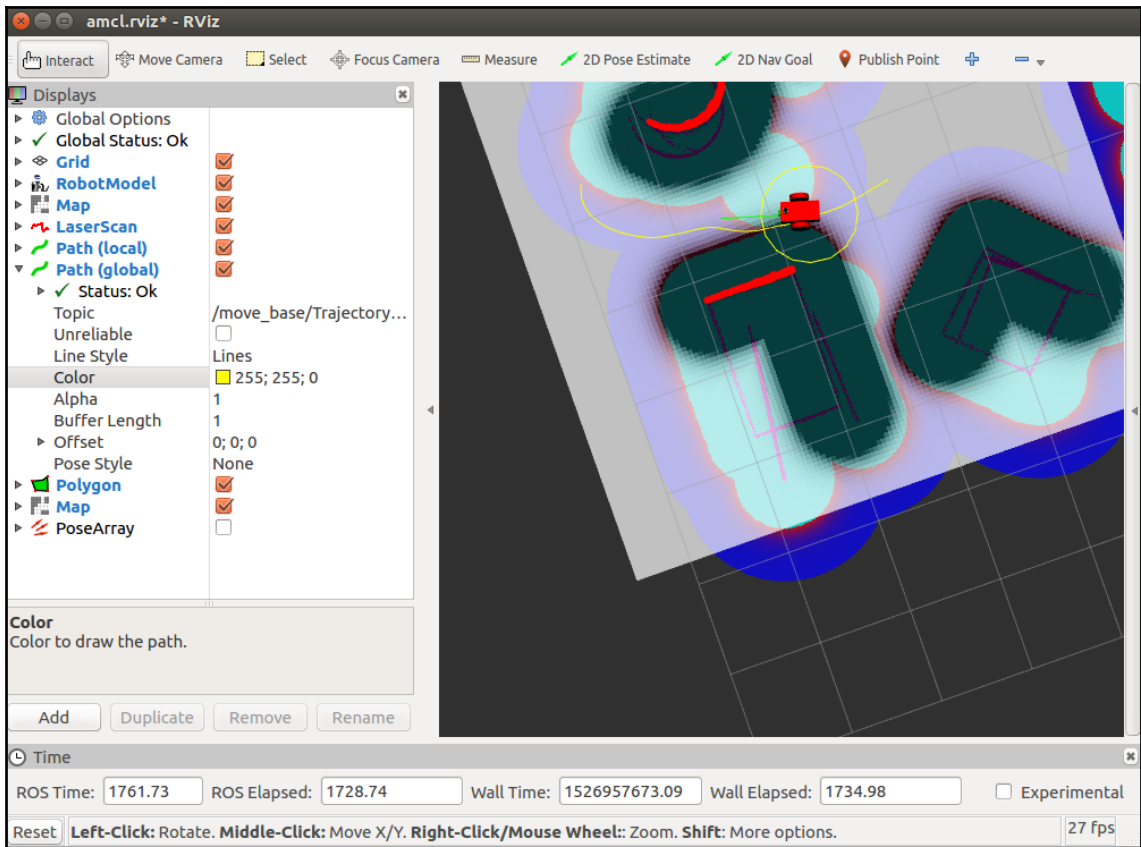 amcl.rviz* - RViz
Interact Move Camera Select Focus Camera Measure 2D Pose Estimate 2D Nav Goal Publish Point
Displays
Global Options
Global Status: Ok
Grid
RobotModel
Map
LaserScan
Path (local)
Path (global)
Status: Ok
Topic /move_base/Trajectory...
Unreliable
Line Style Lines
Color 255; 255; 0
Alpha 1
Buffer Length 1
Offset 0; 0; 0
Pose Style None
Polygon
Map
PoseArray
Color
Color to draw the path.
Add Duplicate Remove Rename
Time
ROS Time: 1761.73 ROS Elapsed: 1728.74 Wall Time: 1526957673.09 Wall Elapsed: 1734.98 Experimental
Reset Left-Click: Rotate. Middle-Click: Move X/Y. Right-Click/Mouse Wheel:: Zoom. Shift: More options. 27 fps